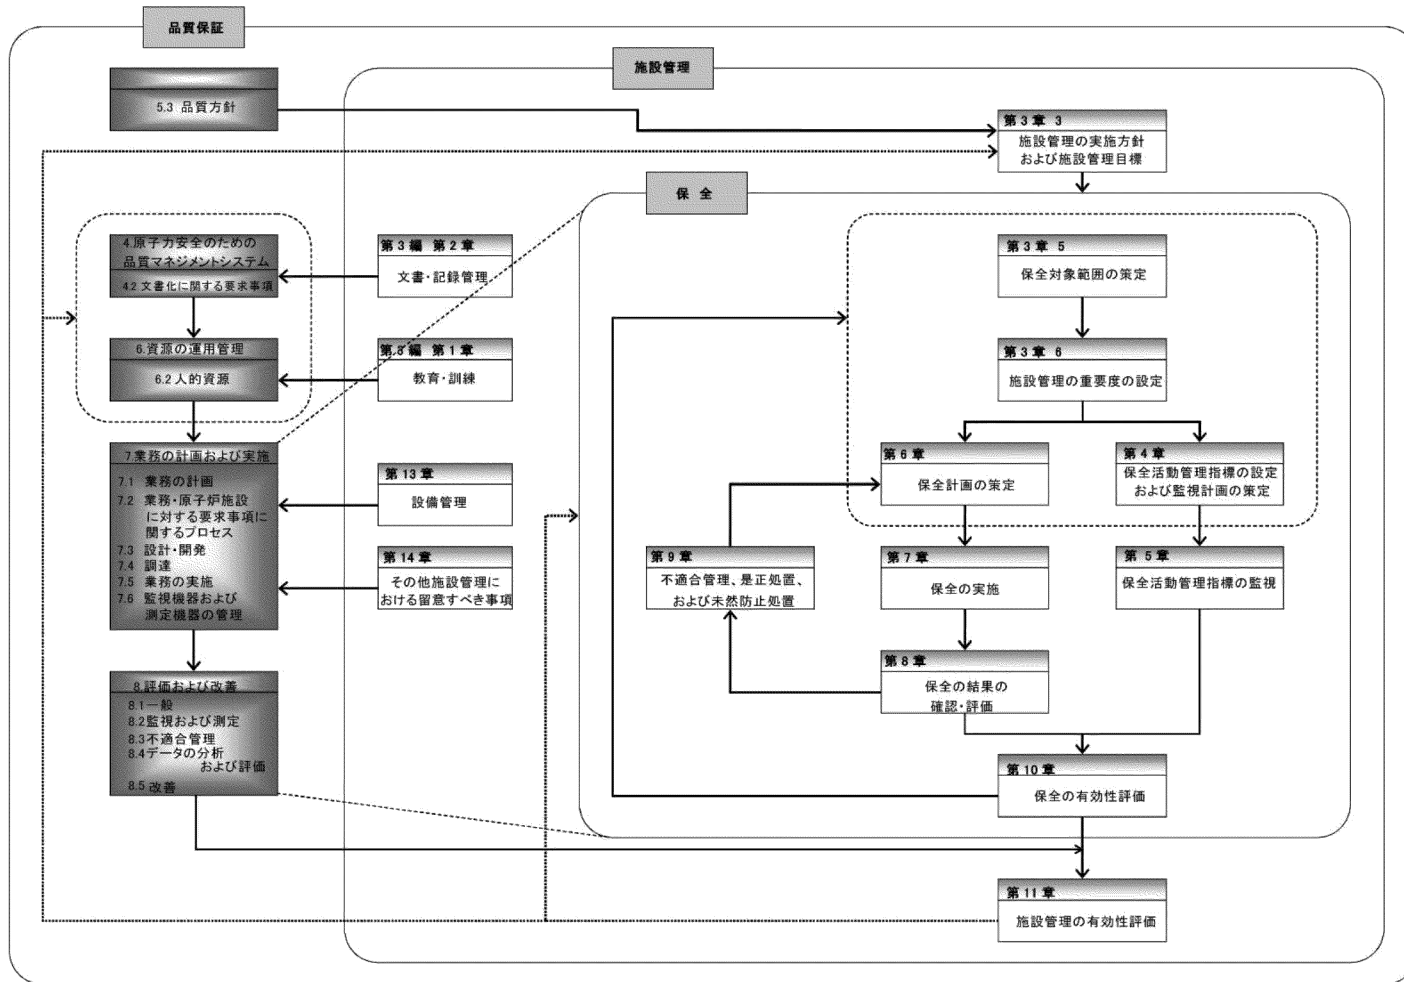 品質保証
施設管理
5.3 品質方針
第3章 3
施設管理の実施方針
および施設管理目標
保 全
4.原子力安全のための
品質マネジメントシステム
4.2 文書化に関する要求事項
第3編 第2章
文書・記録管理
第3章 5
保全対象範囲の策定
6.資源の運用管理
6.2 人的資源
第3編 第1章
教育・訓練
第3章 6
施設管理の重要度の設定
7.業務の計画および実施
7.1 業務の計画
7.2 業務・原子炉施設
に対する要求事項に
関するプロセス
7.3 設計・開発
7.4 調達
7.5 業務の実施
7.6 監視機器および
測定機器の管理
第13章
設備管理
第14章
その他施設管理に
おける留意すべき事項
第6章
保全計画の策定
第4章
保全活動管理指標の設定
および監視計画の策定
第9章
不適合管理、是正処置、
および未然防止処置
第7章
保全の実施
第5章
保全活動管理指標の監視
第8章
保全の結果の
確認・評価
8.評価および改善
8.1 一般
8.2 監視および測定
8.3 不適合管理
8.4 データの分析
および評価
8.5 改善
第10章
保全の有効性評価
第11章
施設管理の有効性評価